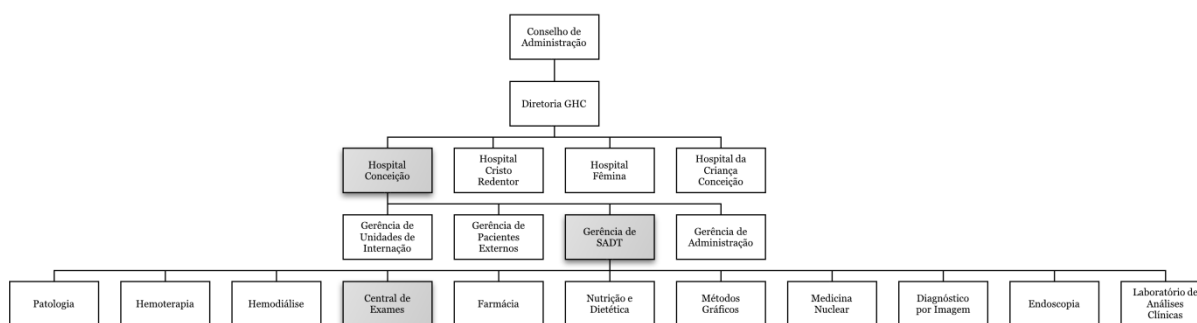 Conselho de
Administração
Diretoria GHC
Hospital
Conceição
Hospital
Cristo
Redentor
Hospital
Fêmina
Hospital da
Criança
Conceição
Gerência de
Unidades de
Internação
Gerência de
Pacientes
Externos
Gerência de
SADT
Gerência de
Administração
Patologia
Hemoterapia
Hemodiálise
Central de
Exames
Farmácia
Nutrição e
Dietética
Métodos
Gráficos
Medicina
Nuclear
Diagnóstico
por Imagem
Endoscopia
Laboratório de
Análises
Clínicas